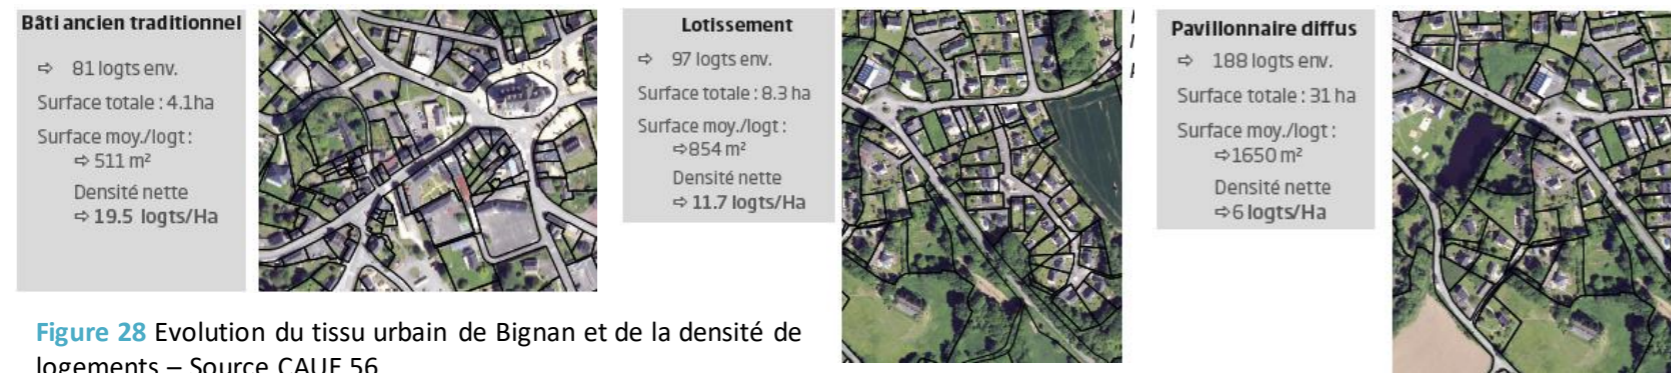 Bâti ancien traditionnel
⇨ 81 logts env.
Surface totale : 4.1ha
Surface moy./logt :
⇨ 511 m²
Densité nette
⇨ 19.5 logts/Ha
Lotissement
⇨ 97 logts env.
Surface totale : 8.3 ha
Surface moy./logt :
⇨854 m²
Densité nette
⇨ 11.7 logts/Ha
Pavillonnaire diffus
⇨ 188 logts env.
Surface totale : 31 ha
Surface moy./logt :
⇨1650 m²
Densité nette
⇨6 logts/Ha
Figure 28 Evolution du tissu urbain de Bignan et de la densité de
logements – Source CAUE 56